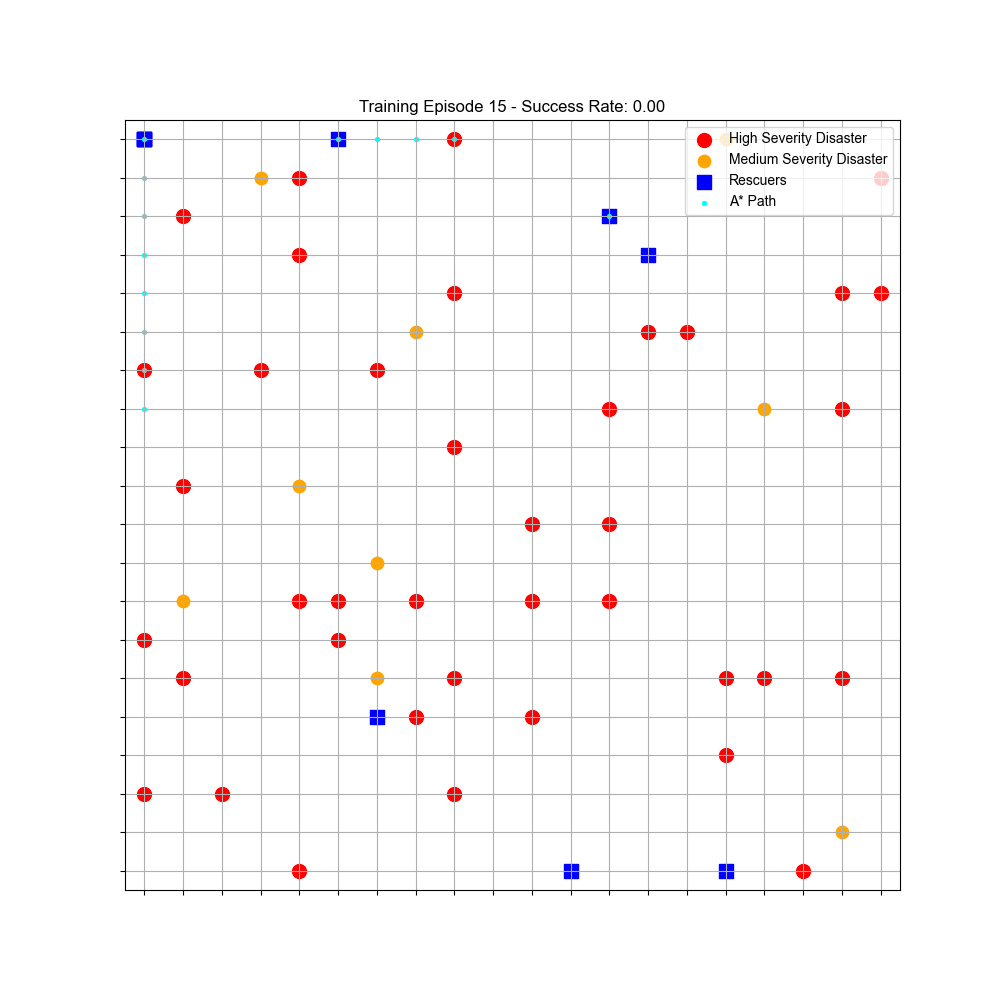 Training Episode 15 - Success Rate: 0.00
High Severity Disaster
Medium Severity Disaster
Rescuers
A* Path